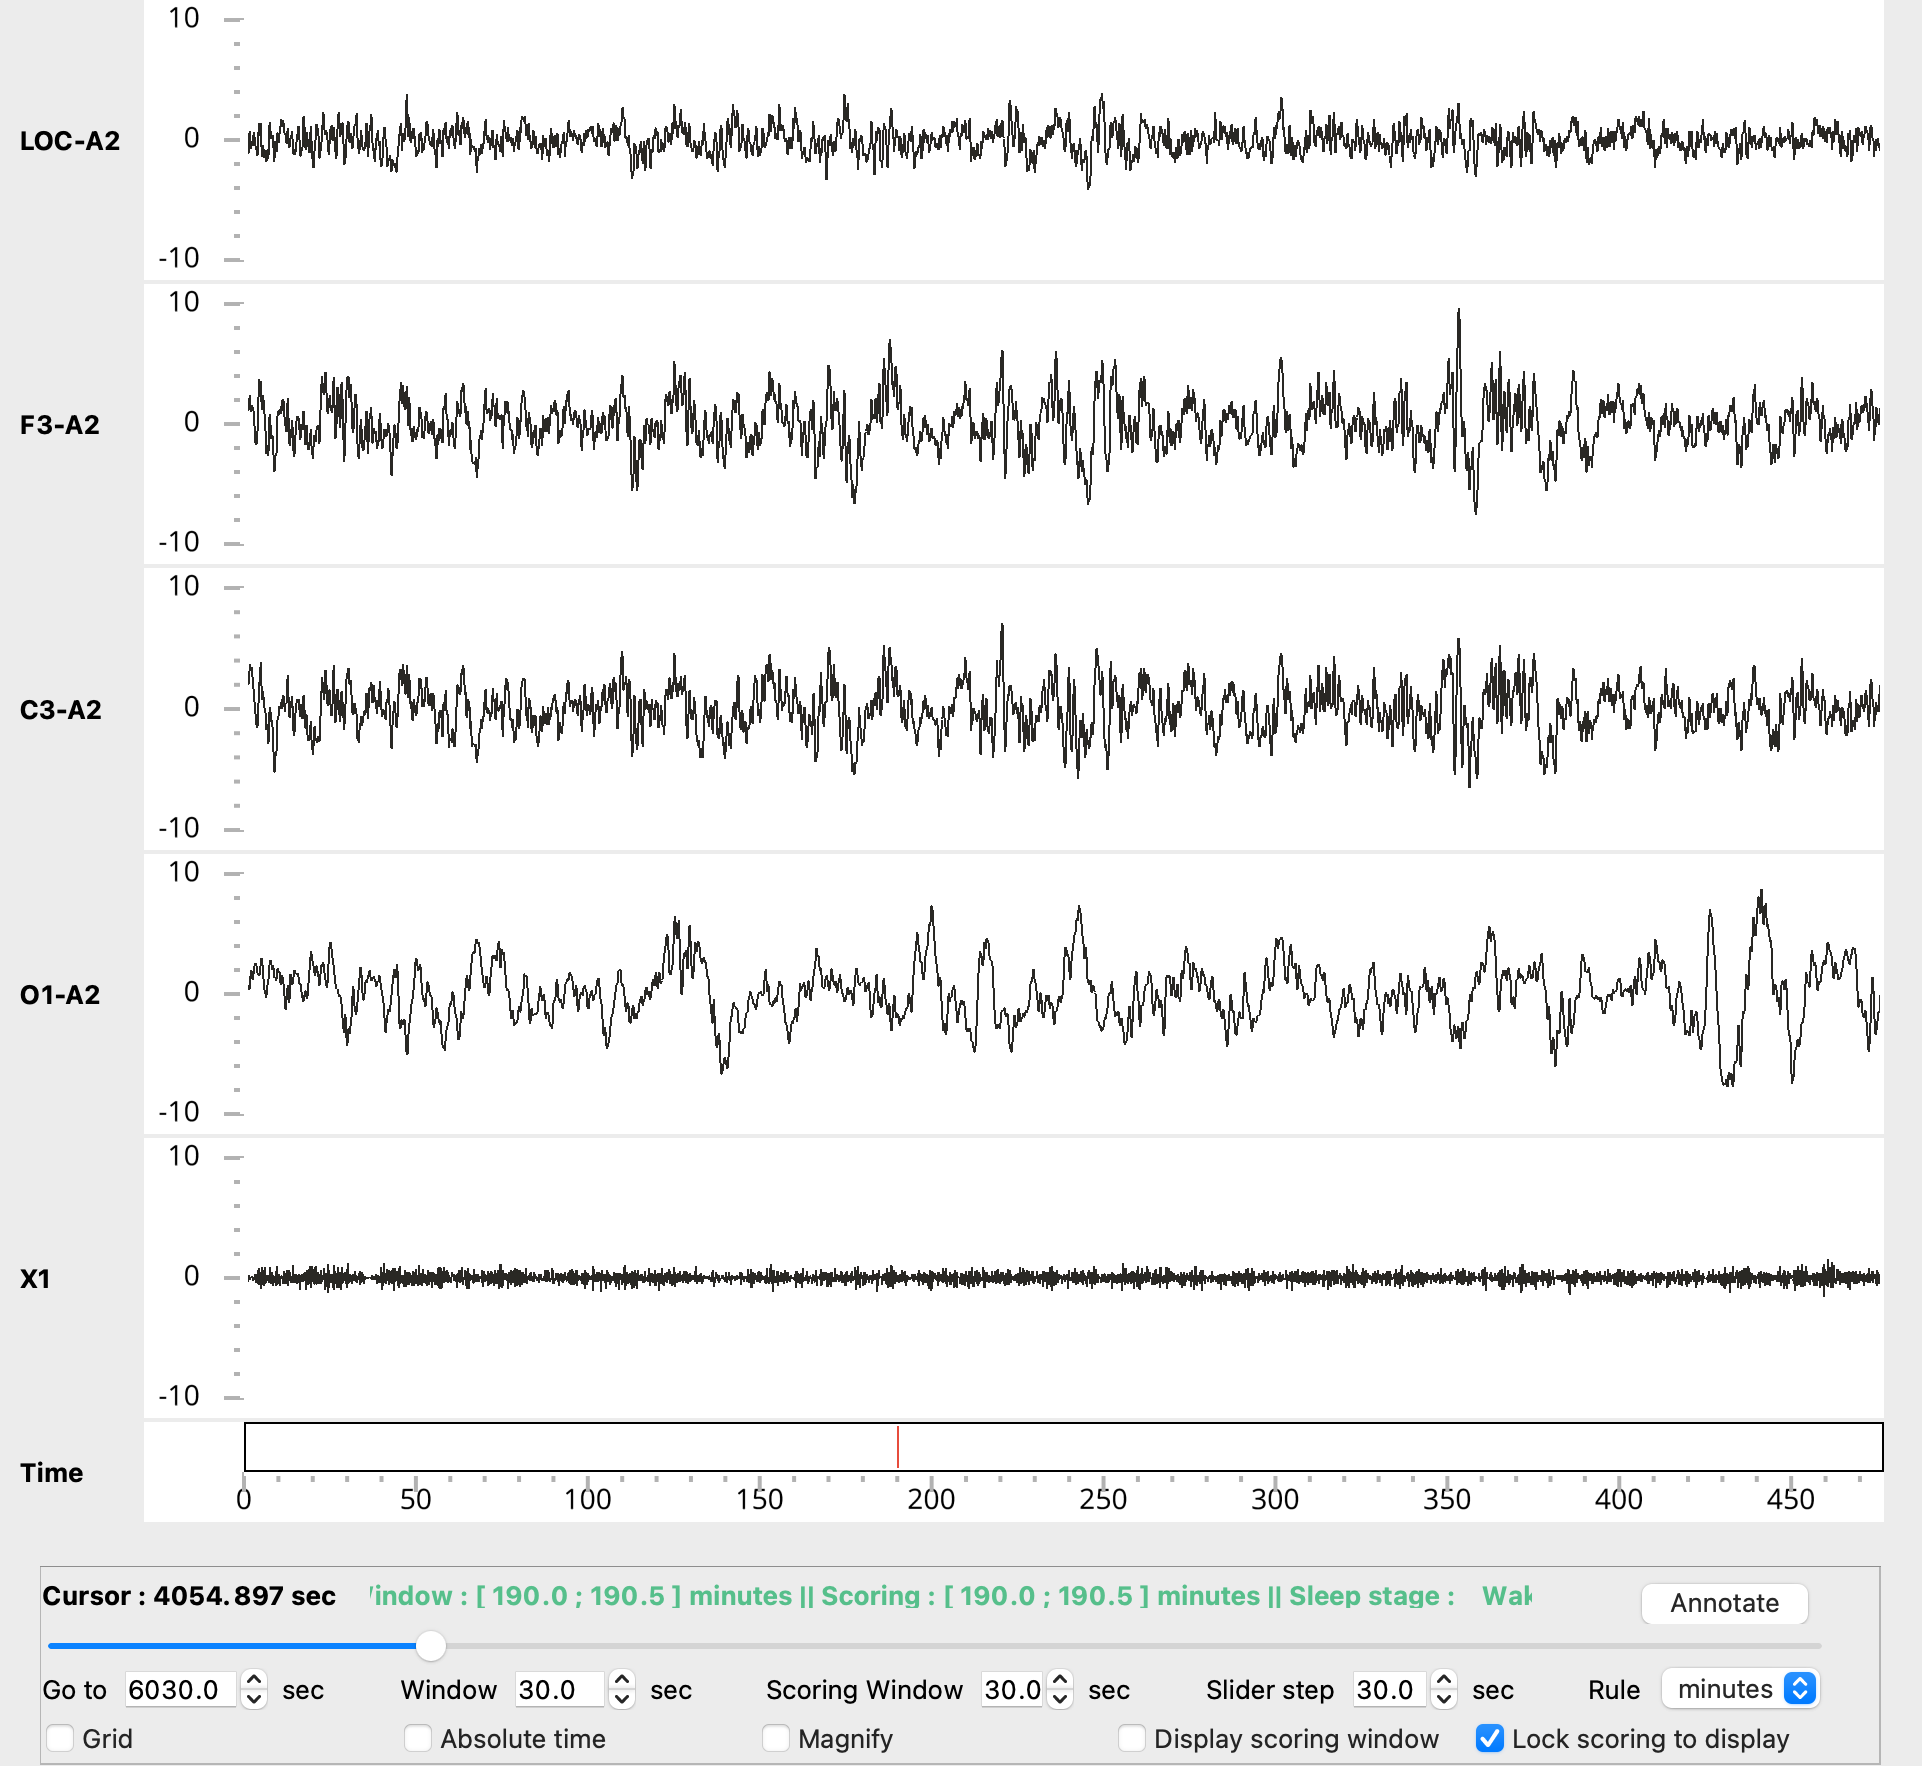 10
LOC-A2
0
-10
10
F3-A2
0
-10
10
C3-A2
0
-10
10
O1-A2
0
-10
10
X1
0
-10
Time
0 50 100 150 200 250 300 350 400 450
Cursor : 4054.897 sec indow : [ 190.0 ; 190.5 ] minutes || Scoring : [ 190.0 ; 190.5 ] minutes || Sleep stage : Wak Annotate
Go to 6030.0 sec Window 30.0 sec Scoring Window 30.0 sec Slider step 30.0 sec Rule minutes
Grid Absolute time Magnify Display scoring window Lock scoring to display